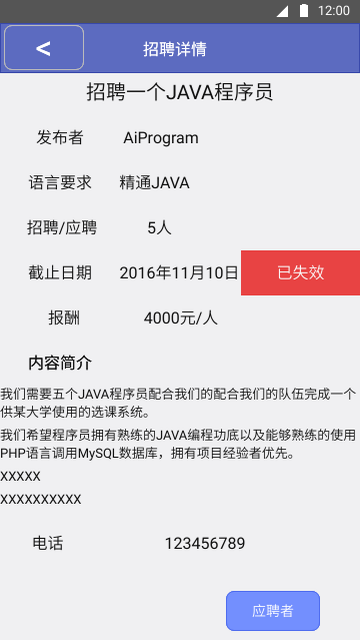 12:00
<
招聘详情
招聘一个JAVA程序员
发布者 AiProgram
语言要求 精通JAVA
招聘/应聘 5人
截止日期 2016年11月10日 已失效
报酬 4000元/人
内容简介
我们需要五个JAVA程序员配合我们的配合我们的队伍完成一个
供某大学使用的选课系统。
我们希望程序员拥有熟练的JAVA编程功底以及能够熟练的使用
PHP语言调用MySQL数据库，拥有项目经验者优先。
XXXXX
XXXXXXXXXX
电话 123456789
应聘者